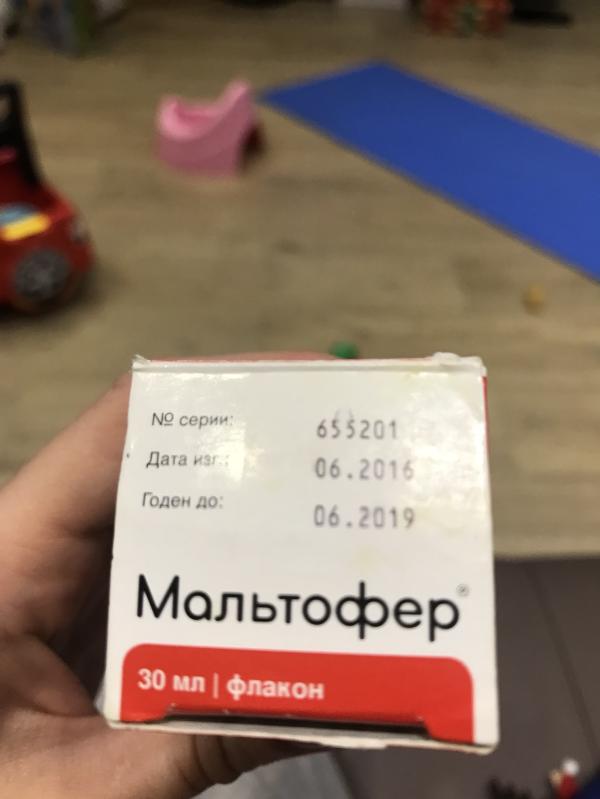 № серии: 655201
Дата изг.: 06.2016
Годен до: 06.2019
Мальтофер®
30 мл | флакон